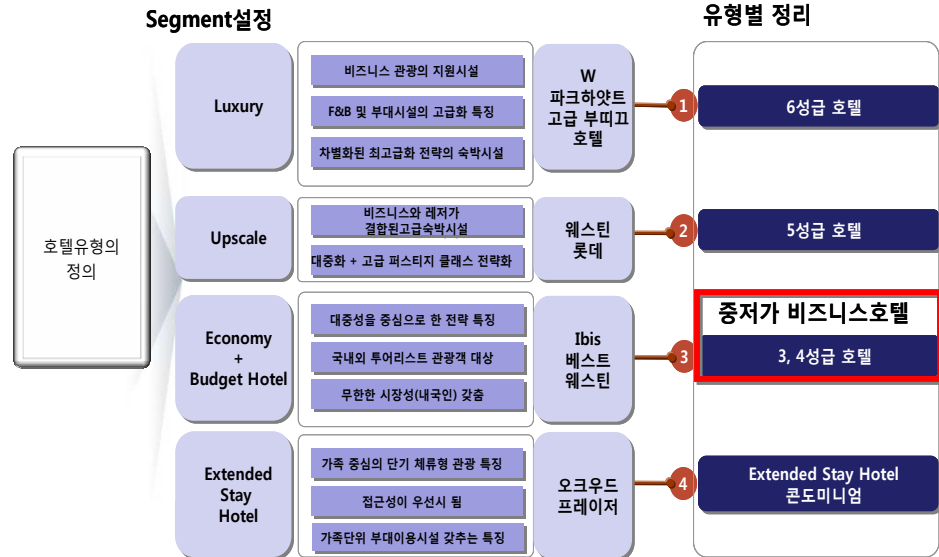 Segment설정
유형별 정리
호텔유형의
정의
Luxury
비즈니스 관광의 지원시설
F&B 및 부대시설의 고급화 특징
차별화된 최고급화 전략의 숙박시설
W
파크하얏트
고급 부띠끄
호텔
1
6성급 호텔
Upscale
비즈니스와 레저가
결합된고급숙박시설
대중화 + 고급 퍼스티지 클래스 전략화
웨스틴
롯데
2
5성급 호텔
Economy
+
Budget Hotel
대중성을 중심으로 한 전략 특징
국내외 투어리스트 관광객 대상
무한한 시장성(내국인) 갖춤
Ibis
베스트
웨스틴
3
중저가 비즈니스호텔
3, 4성급 호텔
Extended
Stay
Hotel
가족 중심의 단기 체류형 관광 특징
접근성이 우선시 됨
가족단위 부대이용시설 갖추는 특징
오크우드
프레이저
4
Extended Stay Hotel
콘도미니엄